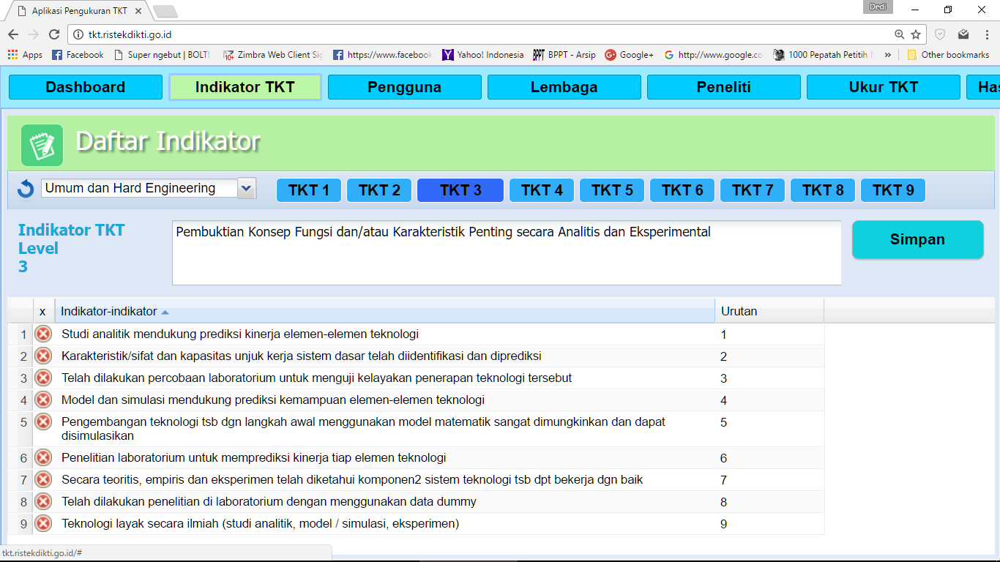 Aplikasi Pengukuran TKT
Dedi
tkt.ristekdikti.go.id
Apps Facebook Super ngebut | BOLT! Zimbra Web Client Sig https://www.facebook Yahoo! Indonesia BPPT - Arsip Google+ http://www.google.co 1000 Pepatah Petitih » Other bookmarks
Dashboard Indikator TKT Pengguna Lembaga Peneliti Ukur TKT Has
Daftar Indikator
Umum dan Hard Engineering TKT 1 TKT 2 TKT 3 TKT 4 TKT 5 TKT 6 TKT 7 TKT 8 TKT 9
Indikator TKT
Level
3
Pembuktian Konsep Fungsi dan/atau Karakteristik Penting secara Analitis dan Eksperimental
Simpan
x Indikator-indikator Urutan
1 Studi analitik mendukung prediksi kinerja elemen-elemen teknologi 1
2 Karakteristik/sifat dan kapasitas unjuk kerja sistem dasar telah diidentifikasi dan diprediksi 2
3 Telah dilakukan percobaan laboratorium untuk menguji kelayakan penerapan teknologi tersebut 3
4 Model dan simulasi mendukung prediksi kemampuan elemen-elemen teknologi 4
5 Pengembangan teknologi tsb dgn langkah awal menggunakan model matematik sangat dimungkinkan dan dapat 5
disimulasikan
6 Penelitian laboratorium untuk memprediksi kinerja tiap elemen teknologi 6
7 Secara teoritis, empiris dan eksperimen telah diketahui komponen2 sistem teknologi tsb dpt bekerja dgn baik 7
8 Telah dilakukan penelitian di laboratorium dengan menggunakan data dummy 8
9 Teknologi layak secara ilmiah (studi analitik, model / simulasi, eksperimen) 9
tkt.ristekdikti.go.id/#